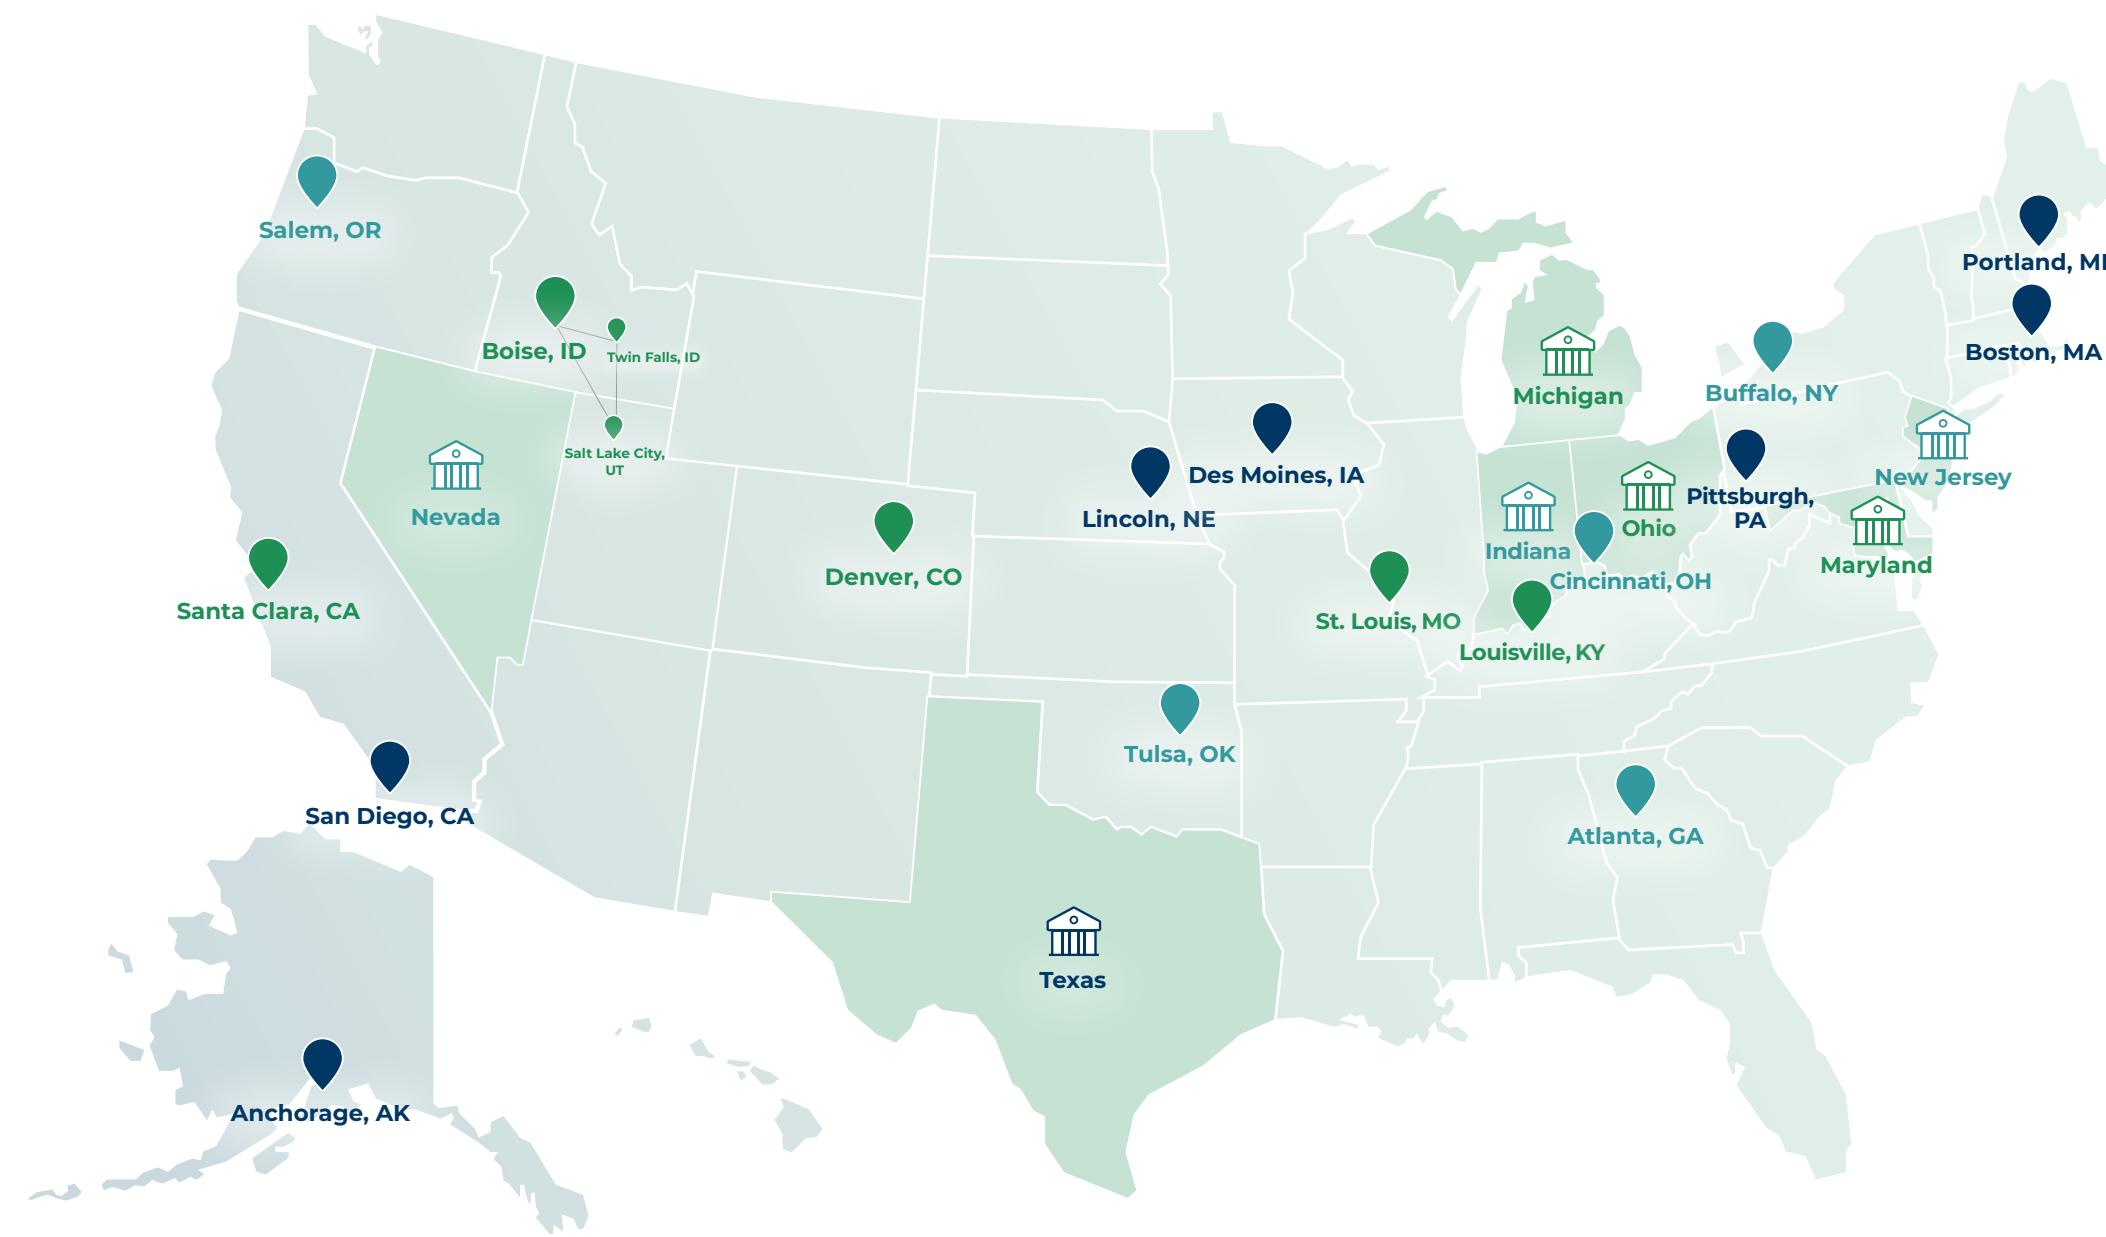 Salem, OR
Portland, M
Boise, ID
Twin Falls, ID
Boston, MA
Michigan
Buffalo, NY
Salt Lake City,
UT
Des Moines, IA
New Jersey
Nevada
Lincoln, NE
Pittsburgh,
PA
Ohio
Indiana
Maryland
Denver, CO
Cincinnati, OH
Santa Clara, CA
St. Louis, MO
Louisville, KY
Tulsa, OK
San Diego, CA
Atlanta, GA
Texas
Anchorage, AK